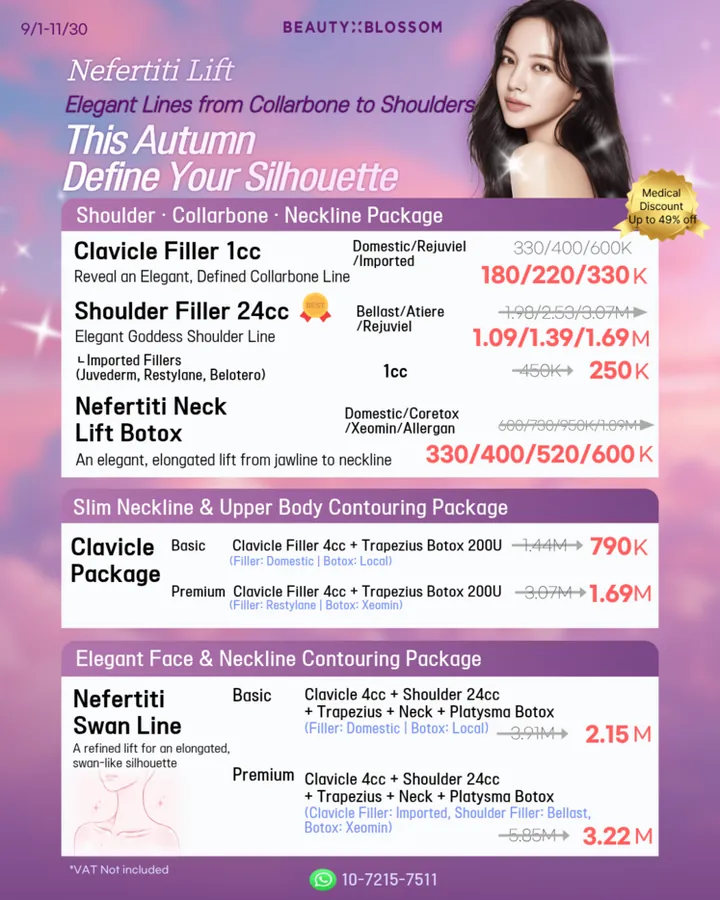 9/1-11/30
BEAUTY BLOSSOM
Nefertiti Lift
Elegant Lines from Collarbone to Shoulders
This Autumn
Define Your Silhouette
Medical
Discount
Up to 49% off
Shoulder · Collarbone · Neckline Package
Clavicle Filler 1cc
Reveal an Elegant, Defined Collarbone Line
Domestic/Rejuviel
/Imported
330/400/600K
180/220/330K
Shoulder Filler 24cc
BEST
Elegant Goddess Shoulder Line
Bellast/Atiere
/Rejuviel
1.98/2.53/3.07M
1.09/1.39/1.69M
└Imported Fillers
(Juvederm, Restylane, Belotero)
1cc
450K
250K
Nefertiti Neck
Lift Botox
An elegant, elongated lift from jawline to neckline
Domestic/Coretox
/Xeomin/Allergan
600/730/950K/1.09M
330/400/520/600K
Slim Neckline & Upper Body Contouring Package
Clavicle
Package
Basic
Clavicle Filler 4cc + Trapezius Botox 200U
(Filler: Domestic | Botox: Local)
1.44M
790K
Premium
Clavicle Filler 4cc + Trapezius Botox 200U
(Filler: Restylane | Botox: Xeomin)
3.07M
1.69M
Elegant Face & Neckline Contouring Package
Nefertiti
Swan Line
A refined lift for an elongated,
swan-like silhouette
Basic
Clavicle 4cc + Shoulder 24cc
+ Trapezius + Neck + Platysma Botox
(Filler: Domestic | Botox: Local)
3.91M
2.15M
Premium
Clavicle 4cc + Shoulder 24cc
+ Trapezius + Neck + Platysma Botox
(Clavicle Filler: Imported, Shoulder Filler: Bellast,
Botox: Xeomin)
5.85M
3.22M
*VAT Not included
10-7215-7511